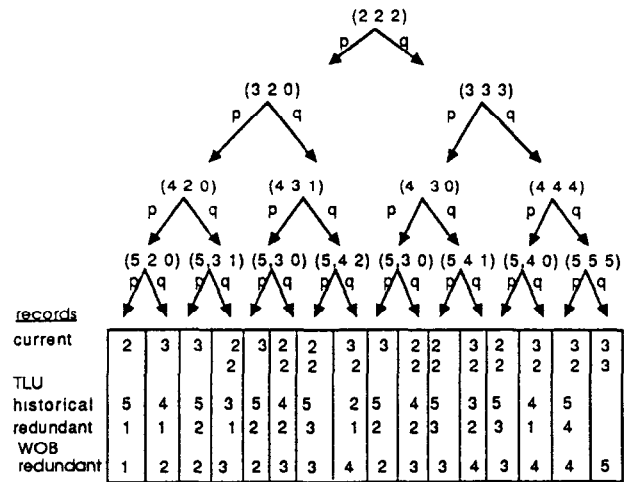 (2 2 2)
p q
(3 2 0) (3 3 3)
p q p q
(4 2 0) (4 3 1) (4 3 0) (4 4 4)
p q p q p q p q
(5 2 0) (5,3 1) (5,3 0) (5,4 2) (5,3 0) (5 4 1) (5,4 0) (5 5 5)
p q p q p q p q p q p q p q p q
records
current 2 3 3 2 3 2 2 3 3 2 2 3 2 3 3 3
2 2 2 2 2 2 2 2 2 2 3
TLU
historical 5 4 5 3 5 4 5 2 5 4 5 3 5 4 5
redundant 1 1 2 1 2 2 3 1 2 2 3 2 3 1 4
WOB
redundant 1 2 2 3 2 3 3 4 2 3 3 4 3 4 4 5